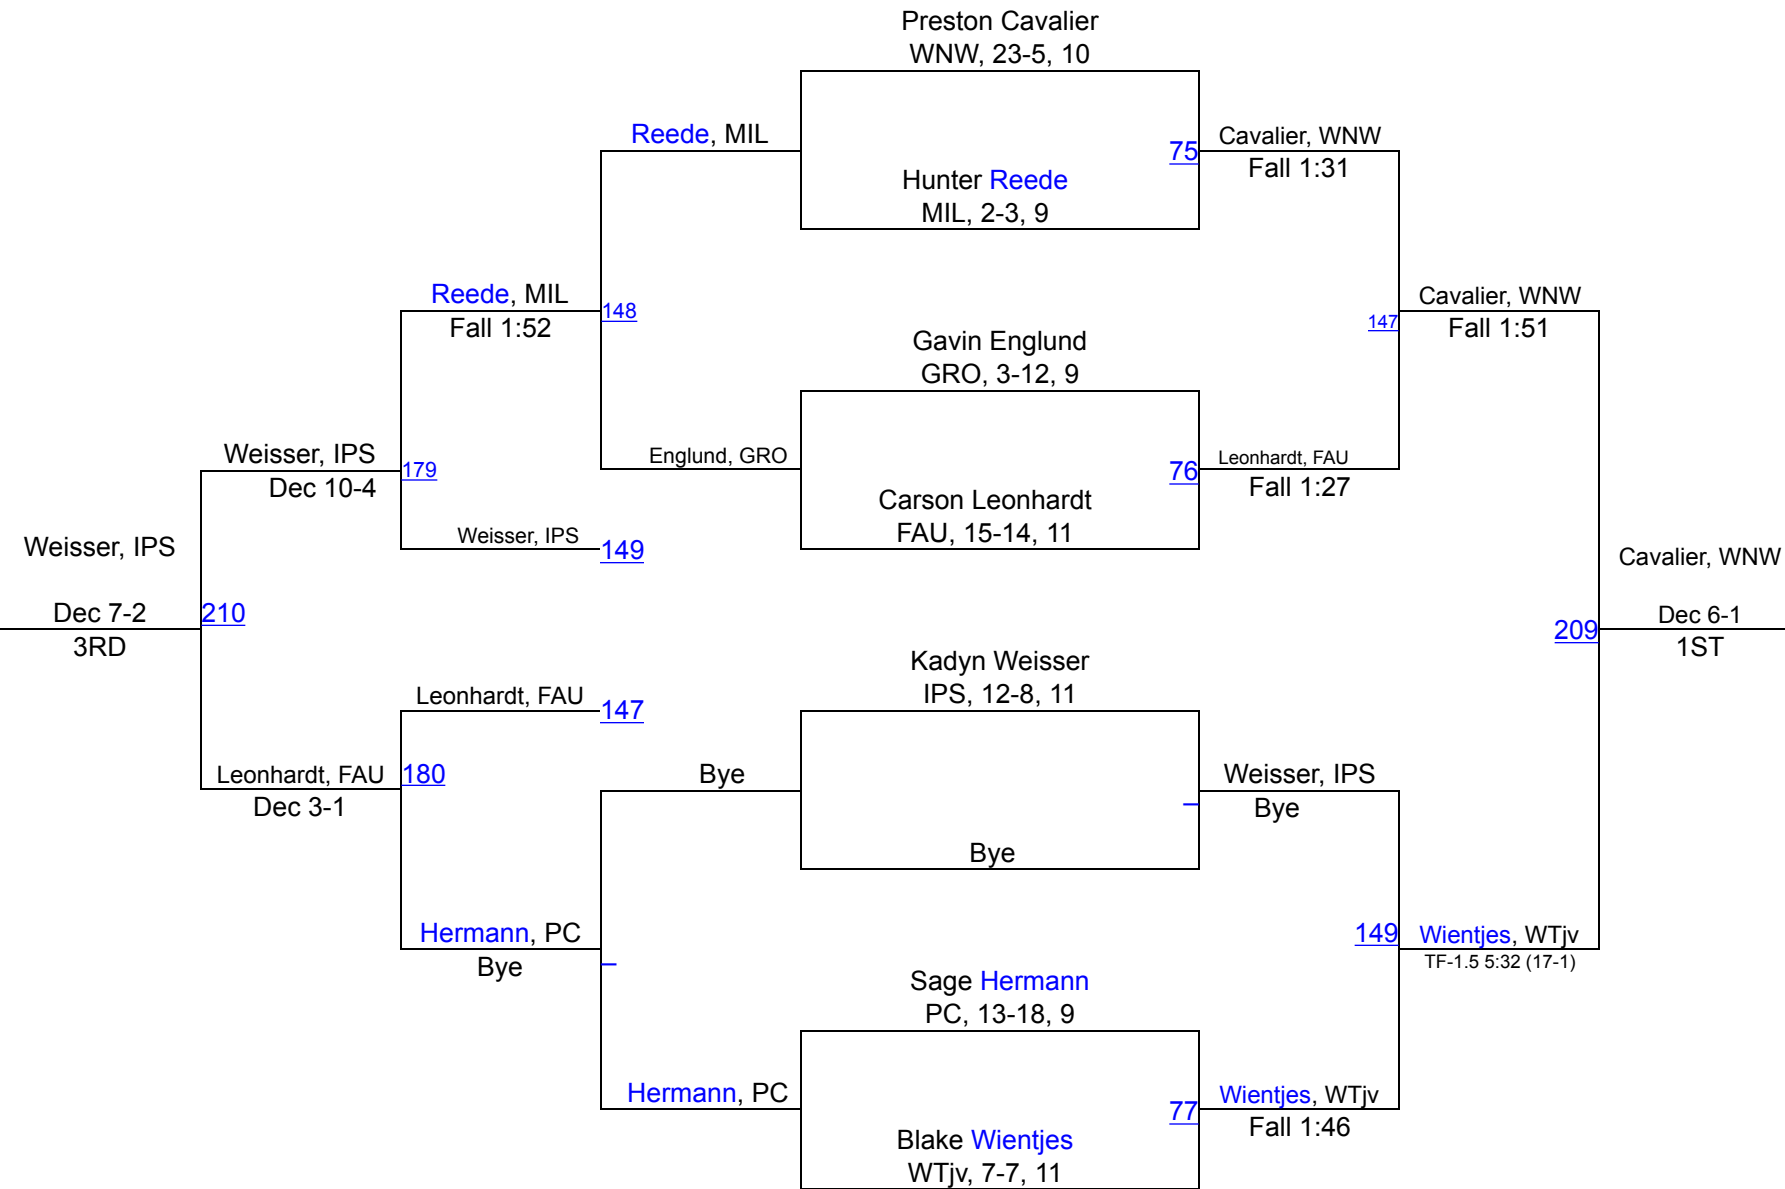 Preston Cavalier
WNW, 23-5, 10
Reede, MIL
75
Cavalier, WNW
Fall 1:31
Hunter Reede
MIL, 2-3, 9
Reede, MIL
Fall 1:52
148
147
Cavalier, WNW
Fall 1:51
Gavin Englund
GRO, 3-12, 9
Weisser, IPS
Dec 10-4
179
Englund, GRO
76
Leonhardt, FAU
Fall 1:27
Carson Leonhardt
FAU, 15-14, 11
Weisser, IPS
149
Weisser, IPS
Dec 7-2
3RD
210
Cavalier, WNW
Dec 6-1
1ST
209
Kadyn Weisser
IPS, 12-8, 11
Leonhardt, FAU
147
Leonhardt, FAU
Dec 3-1
180
Bye
Weisser, IPS
Bye
Bye
Hermann, PC
Bye
149
Wientjes, WTjv
TF-1.5 5:32 (17-1)
Sage Hermann
PC, 13-18, 9
Hermann, PC
77
Wientjes, WTjv
Fall 1:46
Blake Wientjes
WTjv, 7-7, 11